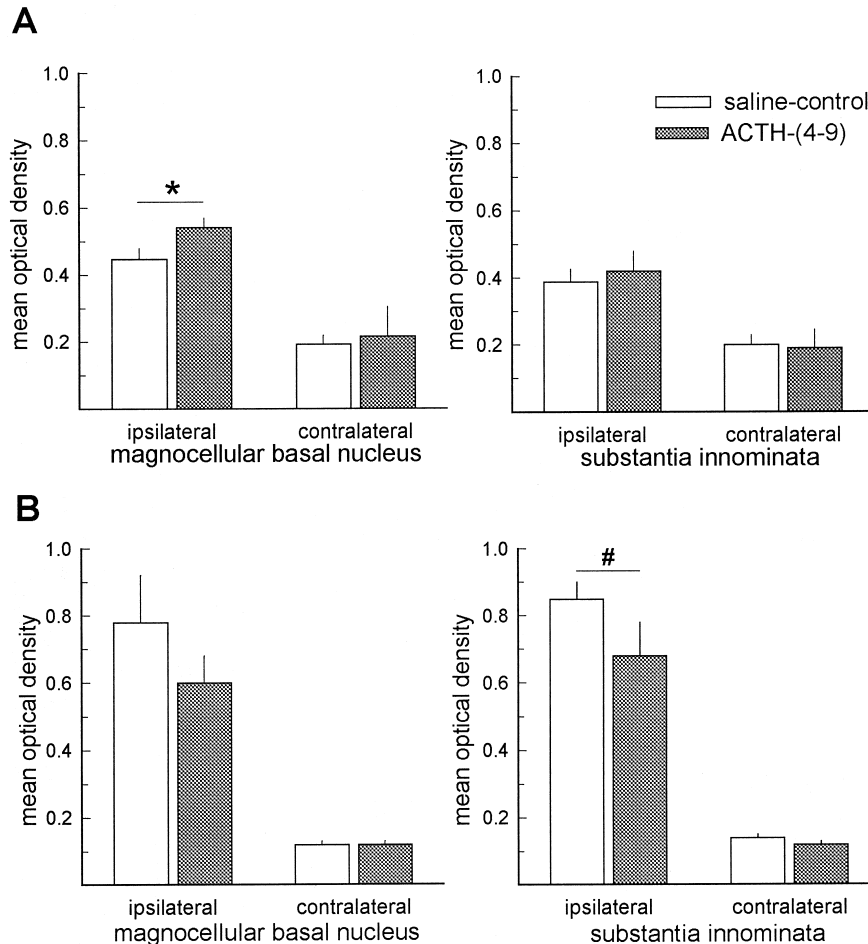 A
1.0
0.8
0.6
0.4
0.2
mean optical density
*
ipsilateral
contralateral
magnocellular basal nucleus
1.0
0.8
0.6
0.4
0.2
mean optical density
saline-control
ACTH-(4-9)
ipsilateral
contralateral
substantia innominata
B
1.0
0.8
0.6
0.4
0.2
mean optical density
ipsilateral
contralateral
magnocellular basal nucleus
1.0
0.8
0.6
0.4
0.2
mean optical density
#
ipsilateral
contralateral
substantia innominata